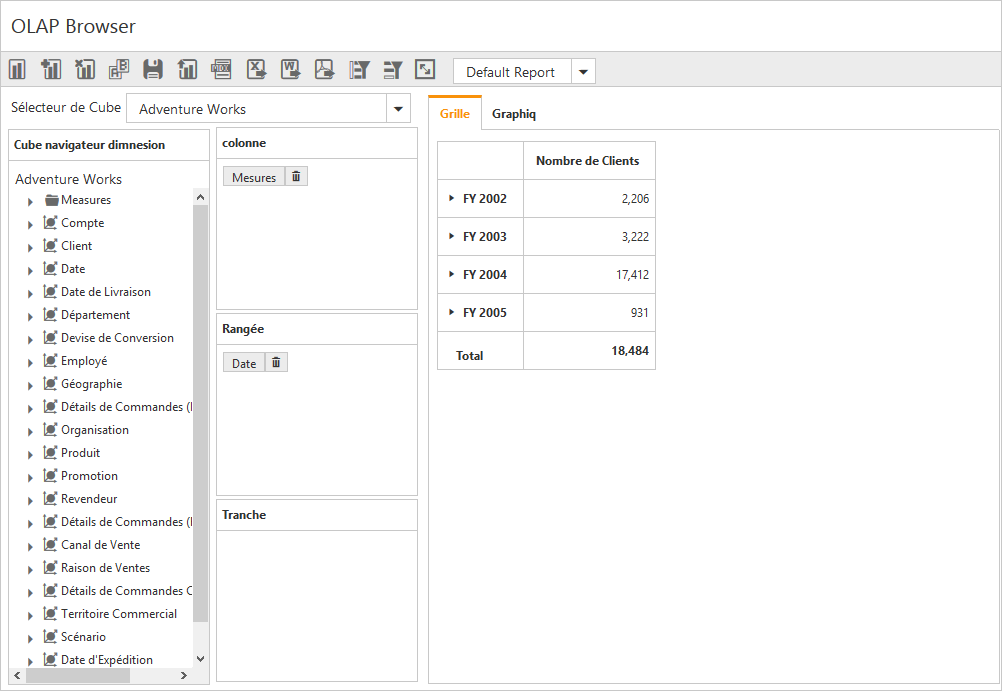 OLAP Browser
MDX
Default Report
Sélecteur de Cube
Adventure Works
Grille
Graphiq
Cube navigateur dimnesion
Adventure Works
Measures
Compte
Client
Date
Date de Livraison
Département
Devise de Conversion
Employé
Géographie
Détails de Commandes (
Organisation
Produit
Promotion
Revendeur
Détails de Commandes (
Canal de Vente
Raison de Ventes
Détails de Commandes C
Territoire Commercial
Scénario
Date d'Expédition
colonne
Mesures
Rangée
Date
Tranche
Nombre de Clients
FY 2002 2,206
FY 2003 3,222
FY 2004 17,412
FY 2005 931
Total 18,484